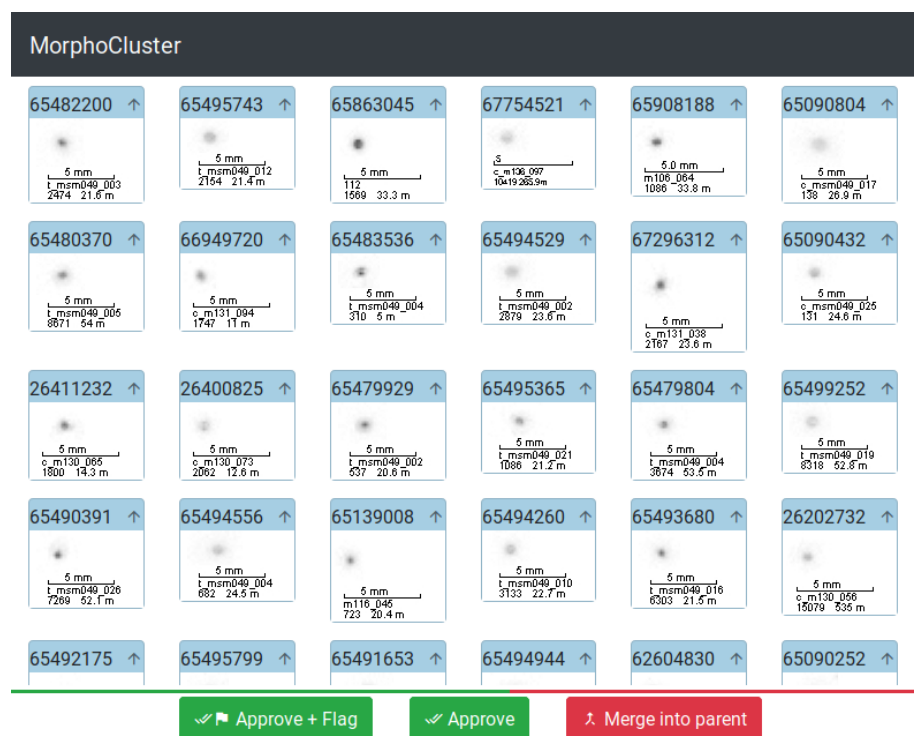 MorphoCluster
65482200 65495743 65863045 67754521 65908188 65090804
5 mm 5 mm 5 mm S 5.0 mm 5 mm
t_msm049_003 t_msm049_012 112 c_m136_097 m106_064 c_msm049_017
2474 21.6 m 2154 21.4 m 1569 33.3 m 10419 265.9m 1086 33.8 m 138 26.9 m
65480370 66949720 65483536 65494529 67296312 65090432
5 mm 5 mm 5 mm 5 mm 5 mm 5 mm
t_msm049_005 c_m131_094 t_msm049_004 t_msm049_002 c_m131_038 c_msm049_025
8671 54 m 1747 11 m 310 5 m 2879 23.6 m 2167 23.6 m 131 24.6 m
26411232 26400825 65479929 65495365 65479804 65499252
5 mm 5 mm 5 mm 5 mm 5 mm 5 mm
c_m130_065 c_m130_073 t_msm049_002 t_msm049_021 t_msm049_004 t_msm049_019
1800 14.3 m 2062 12.6 m 537 20.6 m 1086 21.2 m 3674 53.5 m 8318 52.8 m
65490391 65494556 65139008 65494260 65493680 26202732
5 mm 5 mm 5 mm 5 mm 5 mm 5 mm
t_msm049_026 t_msm049_004 m116_045 t_msm049_010 t_msm049_016 c_m130_056
7269 52.1 m 682 24.5 m 723 20.4 m 3133 22.7 m 6303 21.5 m 15079 535 m
65492175 65495799 65491653 65494944 62604830 65090252
Approve + Flag Approve Merge into parent